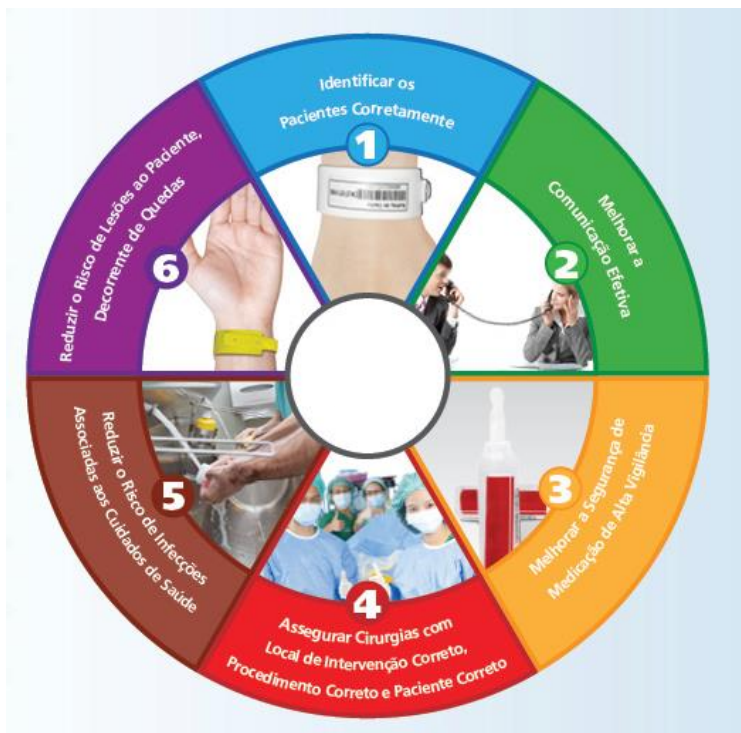 1
Identificar os
Pacientes Corretamente
2
Melhorar a
Comunicação Efetiva
3
Melhorar a Segurança de
Medicação de Alta Vigilânda
4
Assegurar Cirurgias com
Local de Intervenção Correto,
Procedimento Correto e Paciente Correto
5
Reduzir o Risco de Infecções
Associadas aos Cuidados de Saúde
6
Reduzir o Risco de Lesões ao Paciente,
Decorrente de Quedas